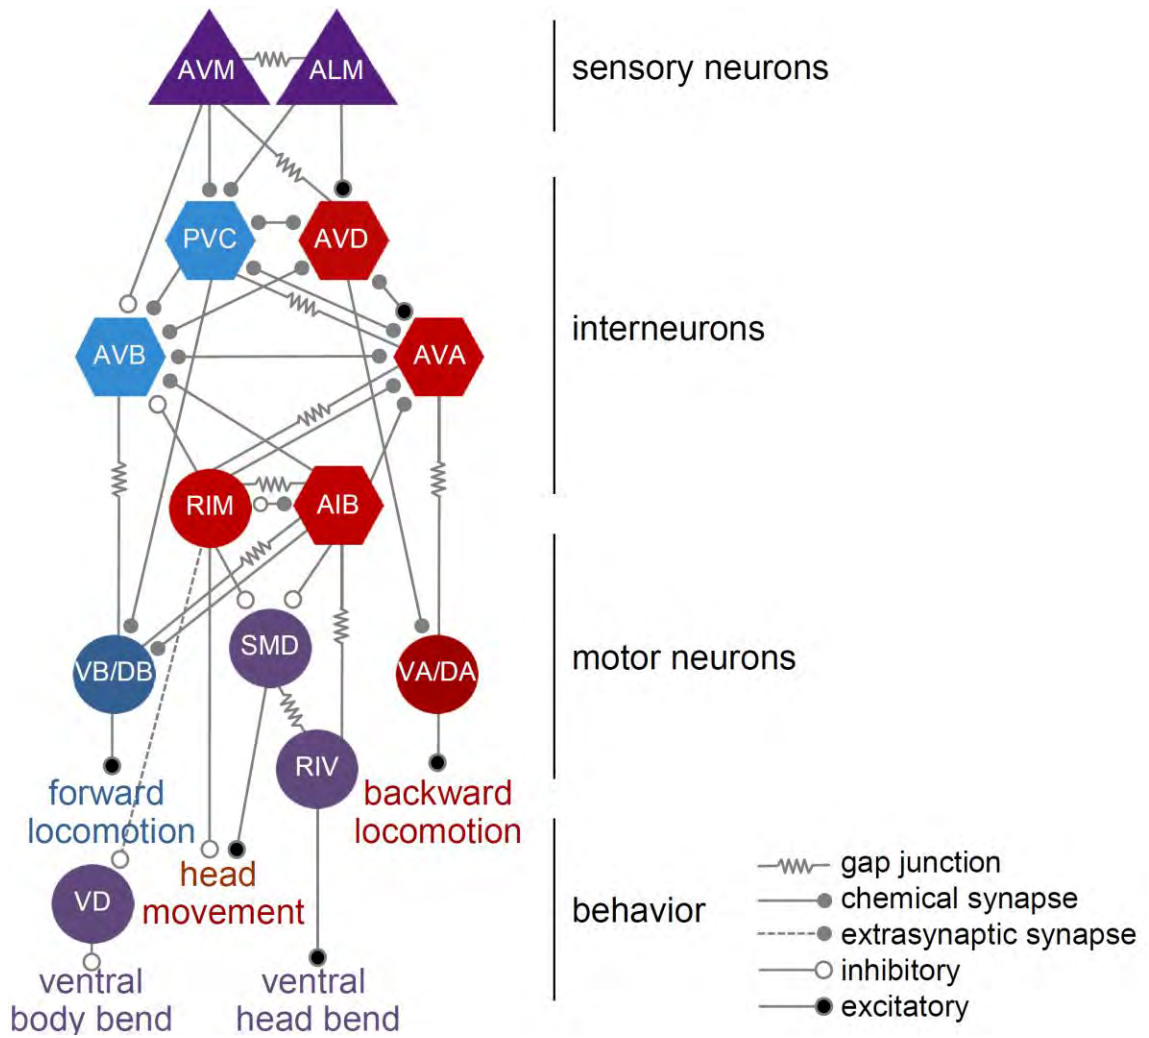 AVM
ALM
sensory neurons
PVC
AVD
interneurons
AVB
AVA
RIM
AIB
SMD
motor neurons
VB/DB
VA/DA
RIV
forward
locomotion
backward
locomotion
VD
head
movement
behavior
ventral
body bend
ventral
head bend
gap junction
chemical synapse
extrasynaptic synapse
inhibitory
excitatory